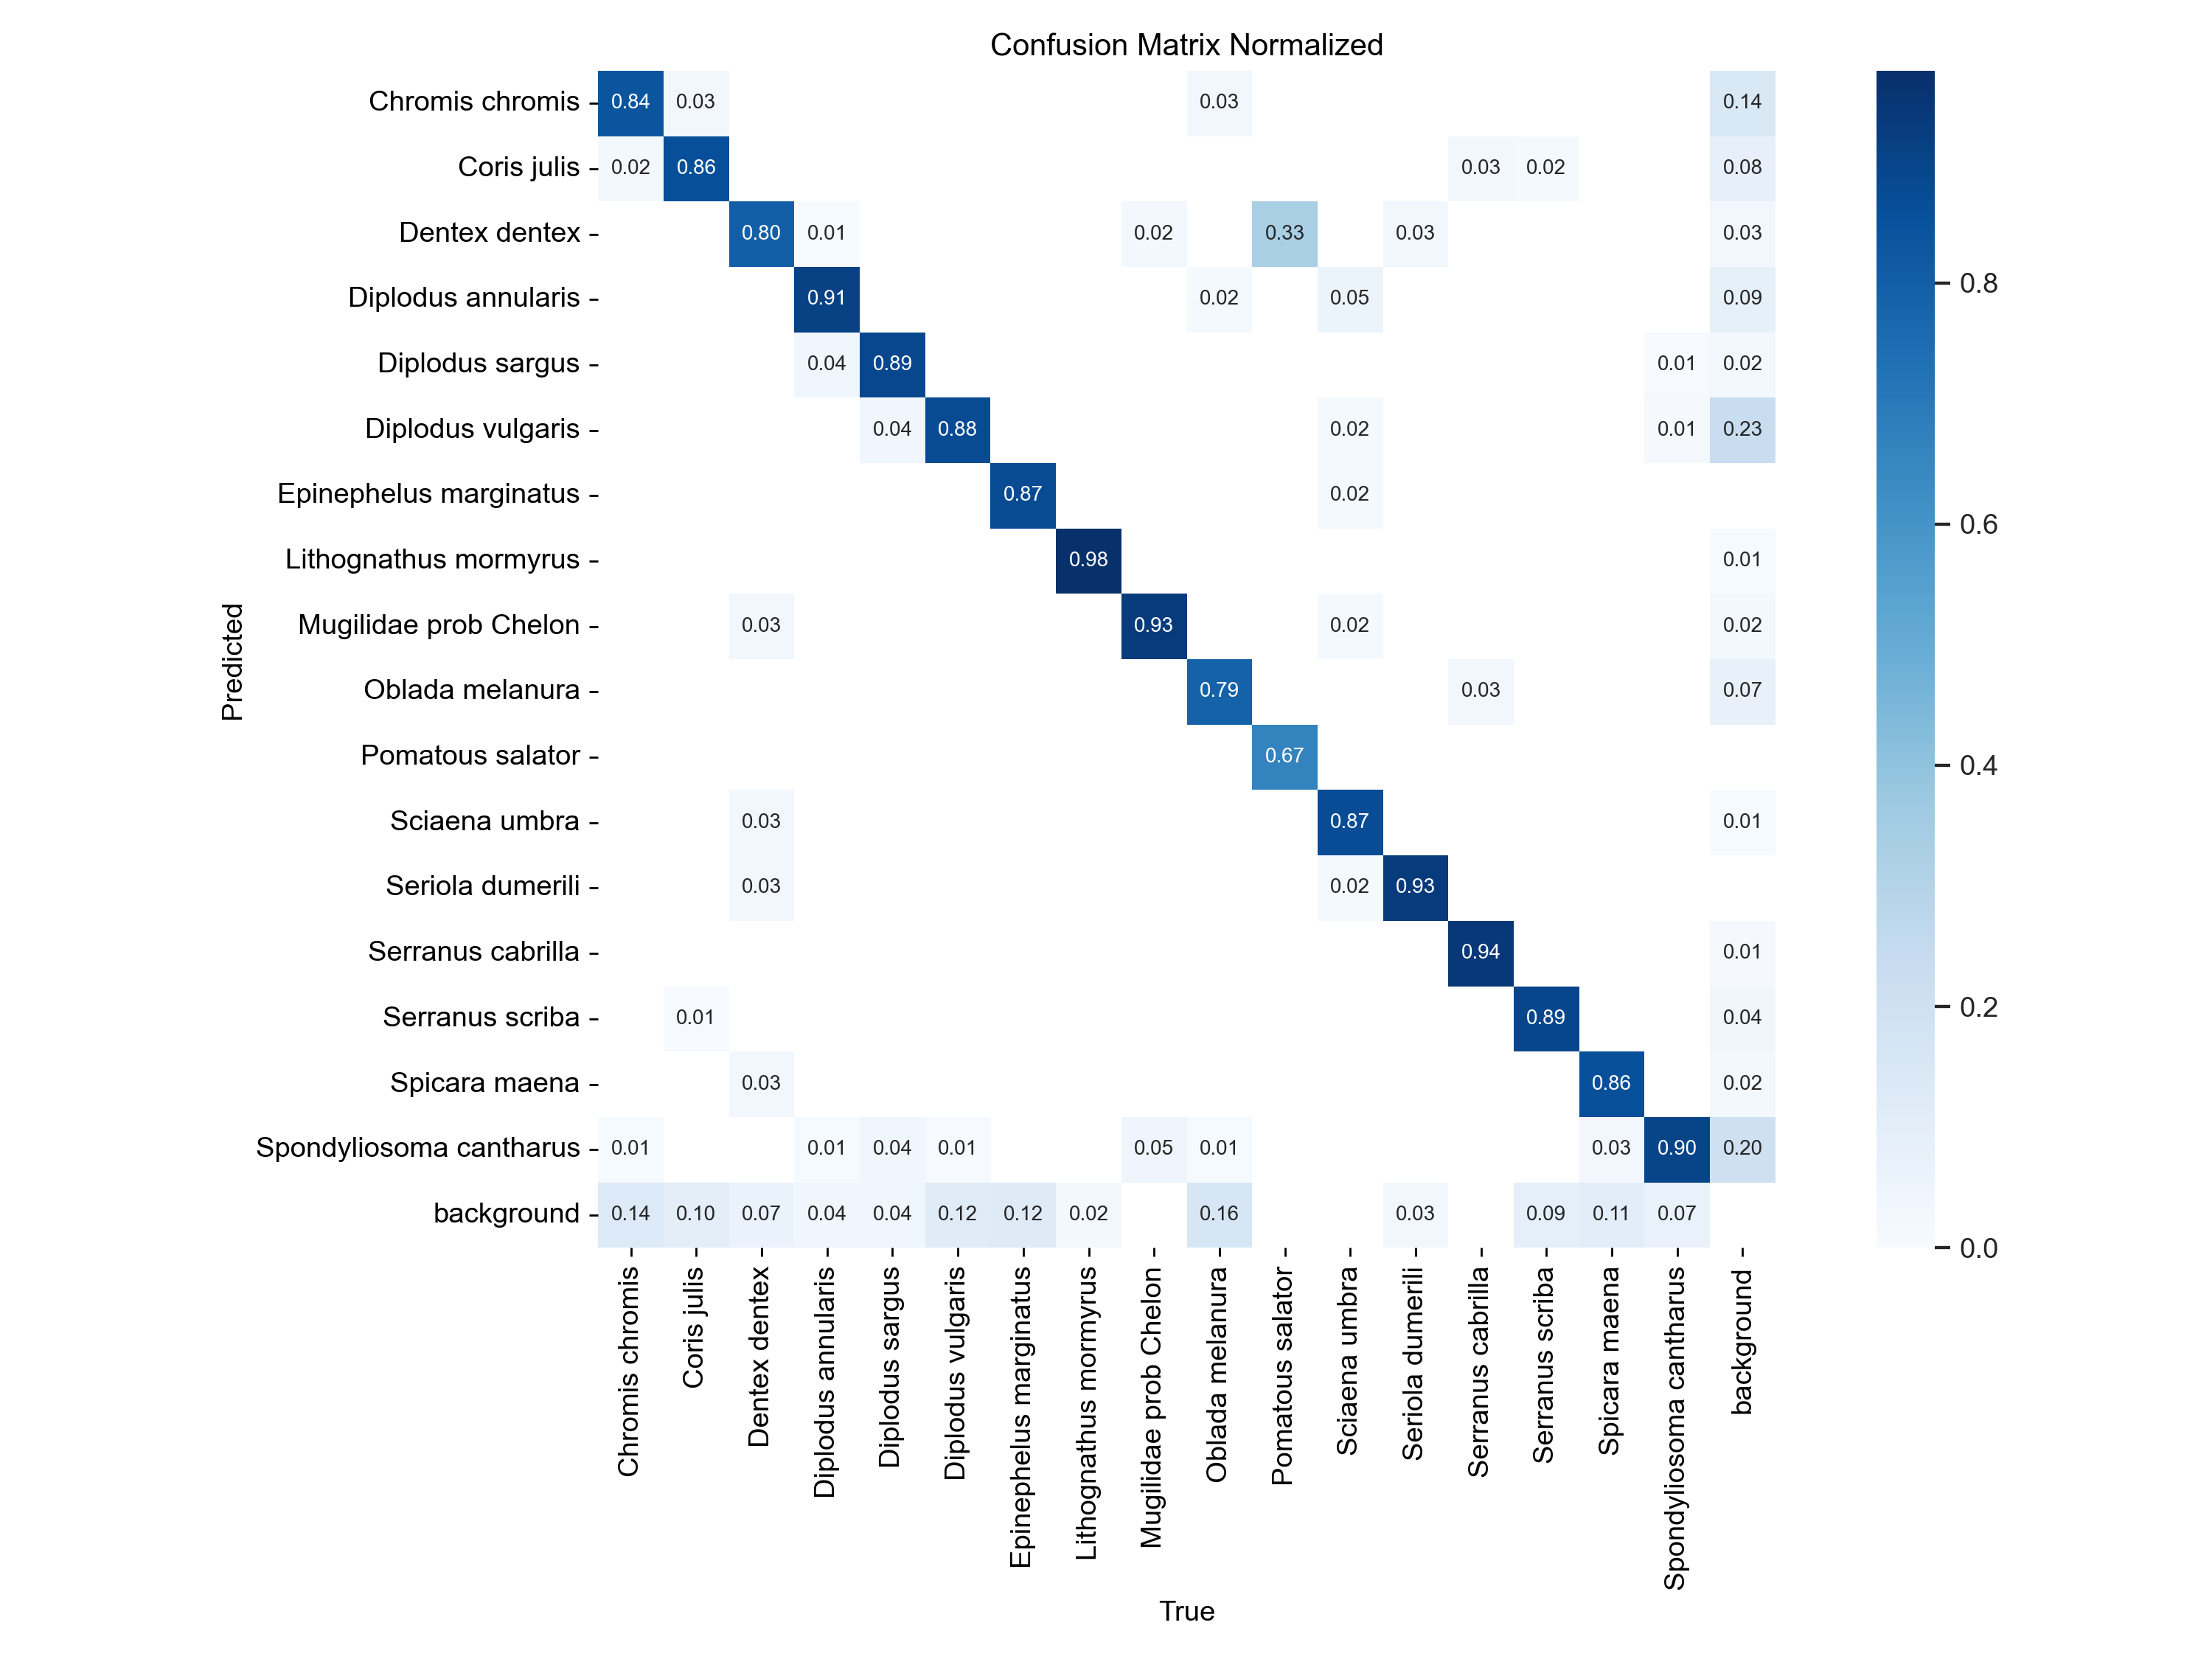 Confusion Matrix Normalized
Chromis chromis 0.84 0.03 0.03 0.14
Coris julis 0.02 0.86 0.03 0.02 0.08
Dentex dentex 0.80 0.01 0.02 0.33 0.03 0.03
Diplodus annularis 0.91 0.02 0.05 0.09
Diplodus sargus 0.04 0.89 0.01 0.02
Diplodus vulgaris 0.04 0.88 0.02 0.01 0.23
Epinephelus marginatus 0.87 0.02
Lithognathus mormyrus 0.98 0.01
Mugilidae prob Chelon 0.03 0.93 0.02 0.02
Oblada melanura 0.79 0.03 0.07
Pomatous salator 0.67
Sciaena umbra 0.03 0.87 0.01
Seriola dumerili 0.03 0.02 0.93
Serranus cabrilla 0.94 0.01
Serranus scriba 0.01 0.89 0.04
Spicara maena 0.03 0.86 0.02
Spondyliosoma cantharus 0.01 0.01 0.04 0.01 0.05 0.01 0.03 0.90 0.20
background 0.14 0.10 0.07 0.04 0.04 0.12 0.12 0.02 0.16 0.03 0.09 0.11 0.07
Predicted
Chromis chromis
Coris julis
Dentex dentex
Diplodus annularis
Diplodus sargus
Diplodus vulgaris
Epinephelus marginatus
Lithognathus mormyrus
Mugilidae prob Chelon
Oblada melanura
Pomatous salator
Sciaena umbra
Seriola dumerili
Serranus cabrilla
Serranus scriba
Spicara maena
Spondyliosoma cantharus
background
True
0.8
0.6
0.4
0.2
0.0